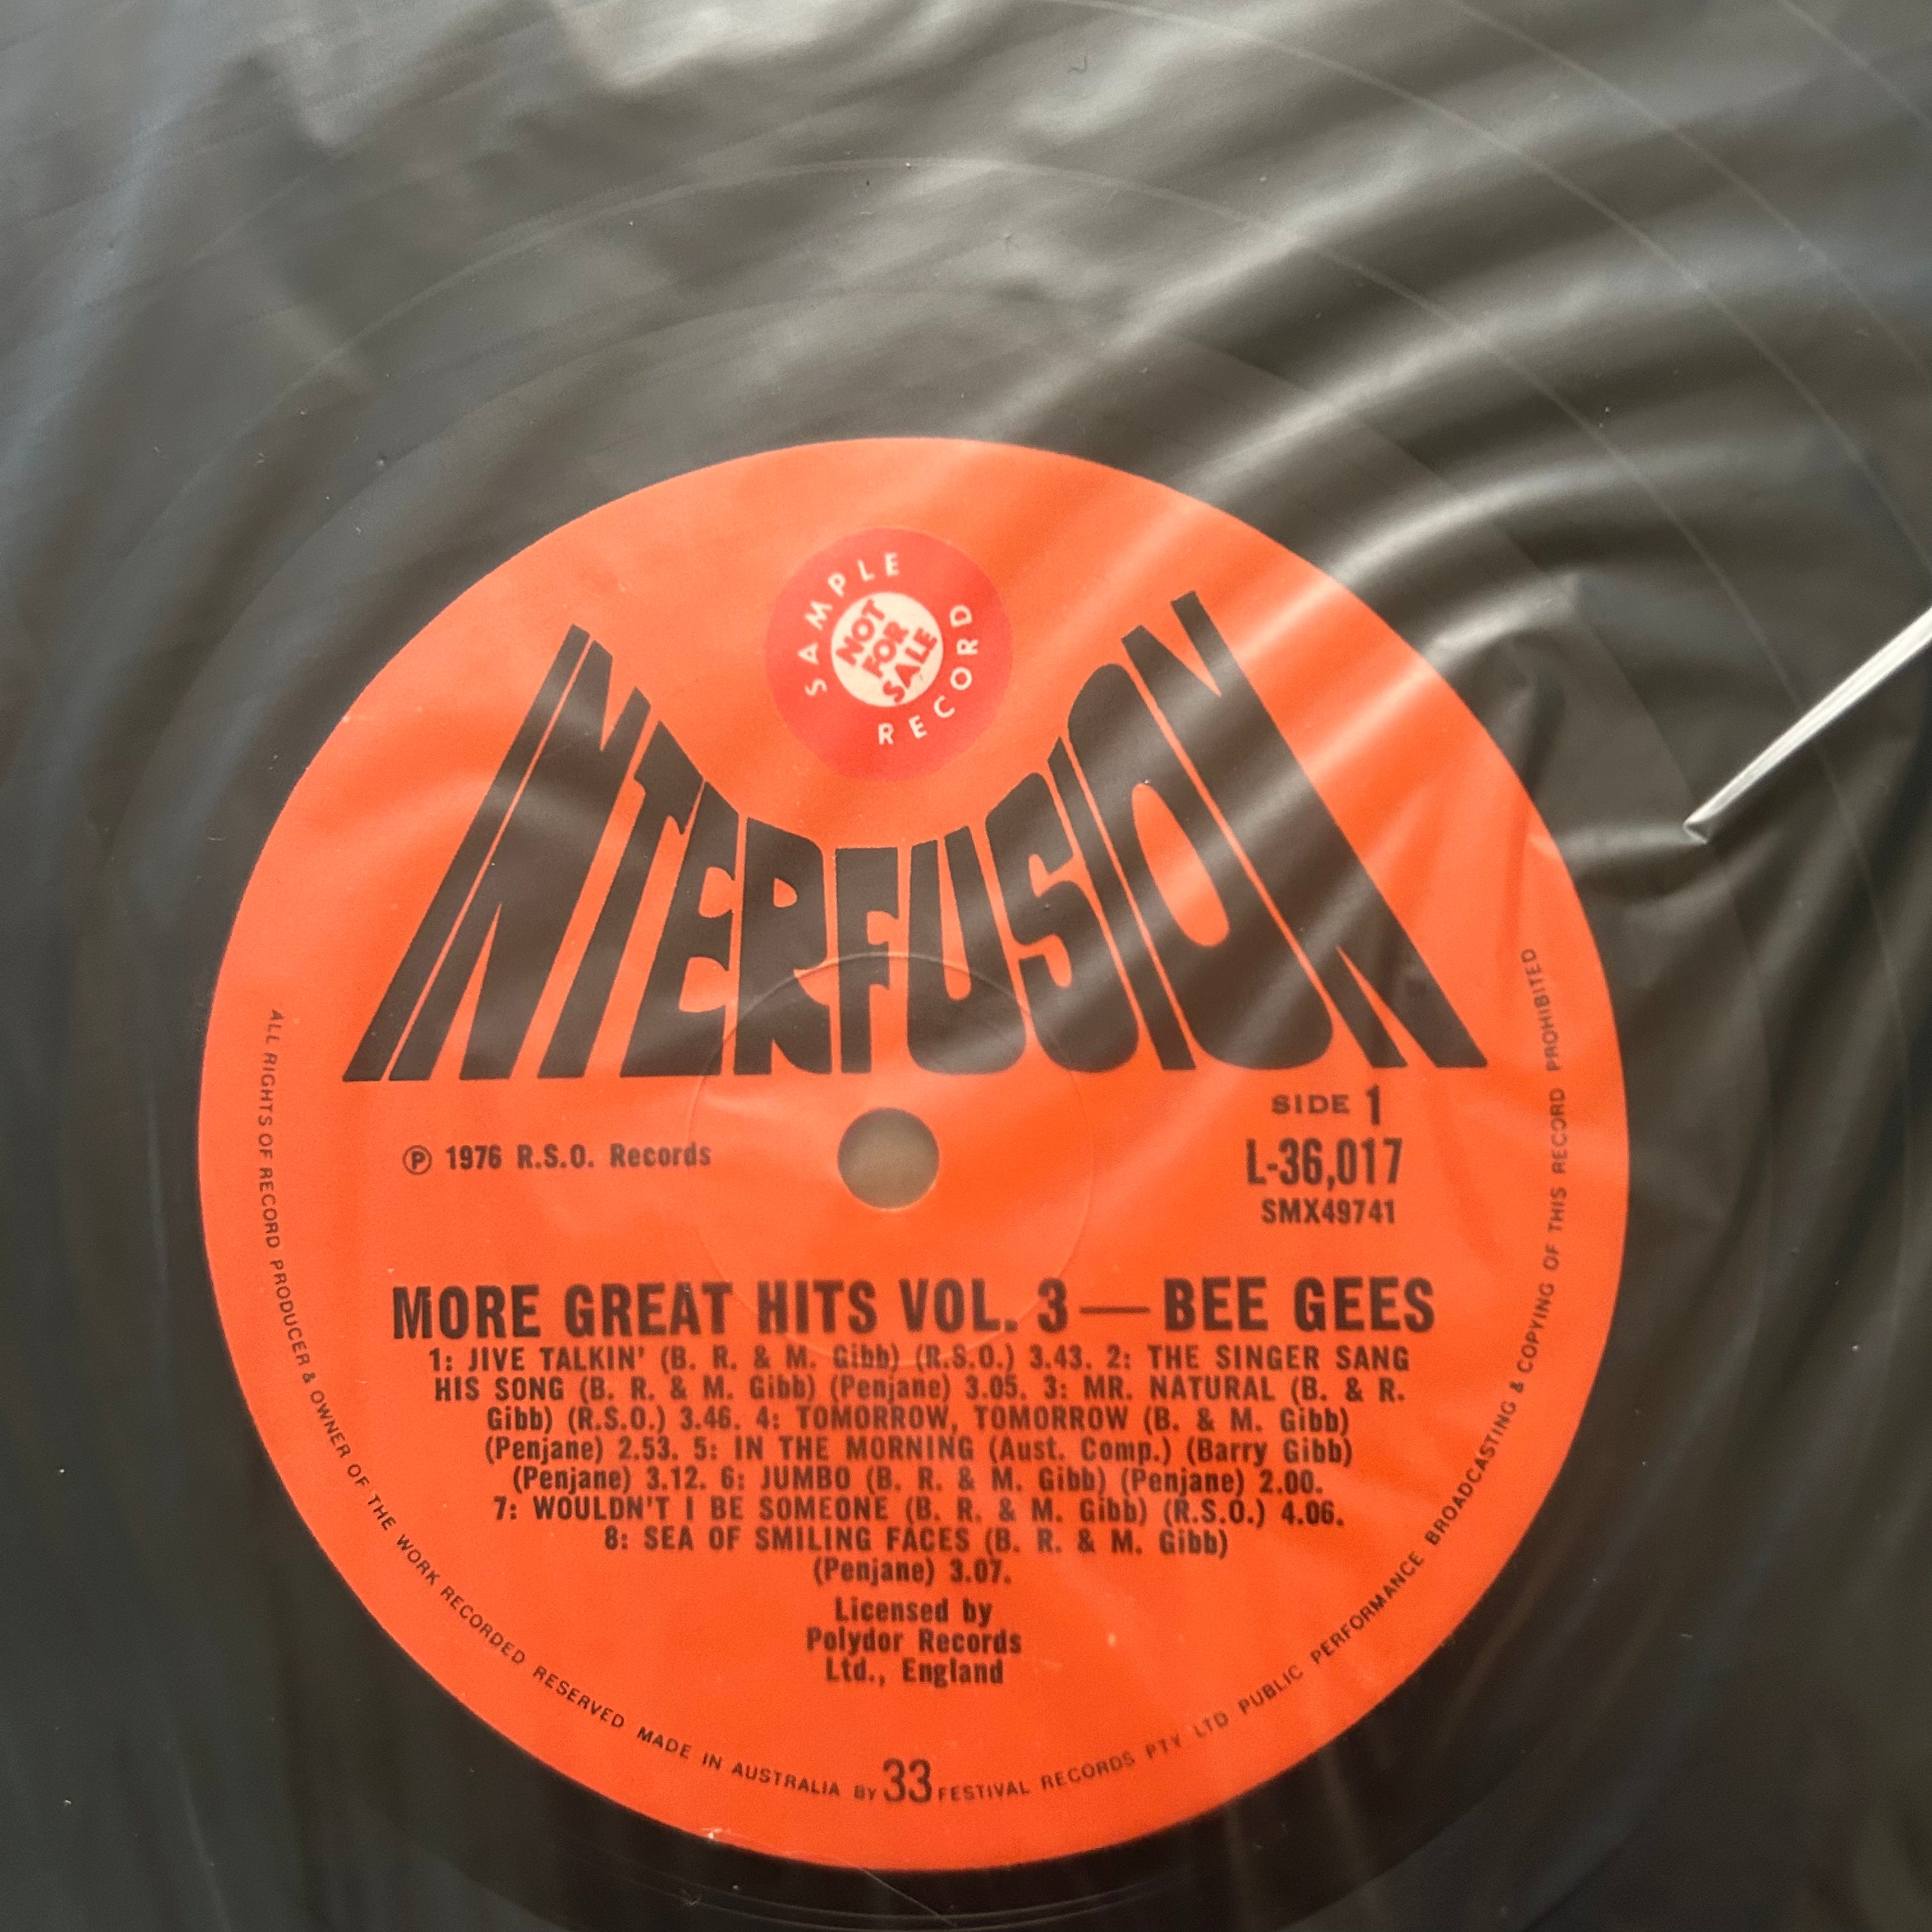 SAMPLE RECORD
NOT
FOR
SALE
INTERFUSION
SIDE 1
℗ 1976 R.S.O. Records
L-36,017
SMX49741
MORE GREAT HITS VOL. 3—BEE GEES
1: JIVE TALKIN' (B. R. & M. Gibb) (R.S.O.) 3.43. 2: THE SINGER SANG
HIS SONG (B. R. & M. Gibb) (Penjane) 3.05. 3: MR. NATURAL (B. & R.
Gibb) (R.S.O.) 3.46. 4: TOMORROW, TOMORROW (B. & M. Gibb)
(Penjane) 2.53. 5: IN THE MORNING (Aust. Comp.) (Barry Gibb)
(Penjane) 3.12. 6: JUMBO (B. R. & M. Gibb) (Penjane) 2.00.
7: WOULDN'T I BE SOMEONE (B. R. & M. Gibb) (R.S.O.) 4.06.
8: SEA OF SMILING FACES (B. R. & M. Gibb)
(Penjane) 3.07.
Licensed by
Polydor Records
Ltd., England
33
ALL RIGHTS OF RECORD PRODUCER & OWNER OF THE WORK RECORDED RESERVED MADE IN AUSTRALIA BY FESTIVAL RECORDS PTY LTD PUBLIC PERFORMANCE BROADCASTING & COPYING OF THIS RECORD PROHIBITED